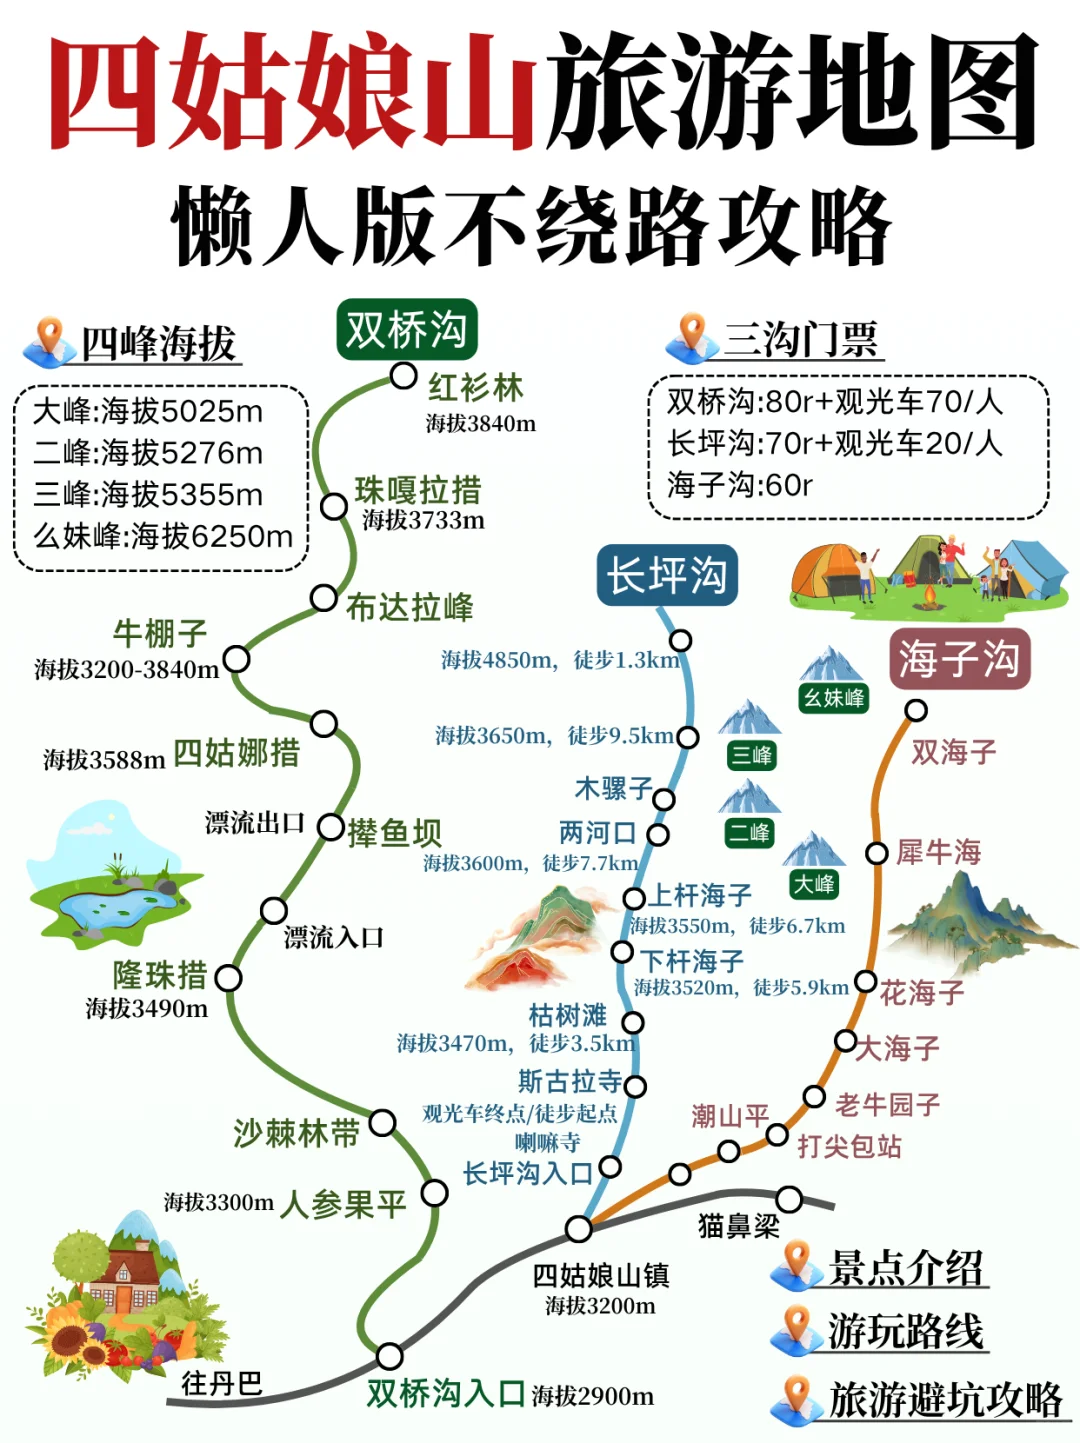 四姑娘山旅游地图
懒人版不绕路攻略
四峰海拔
大峰:海拔5025m
二峰:海拔5276m
三峰:海拔5355m
么妹峰:海拔6250m
三沟门票
双桥沟:80r+观光车70/人
长坪沟:70r+观光车20/人
海子沟:60r
双桥沟
红衫林
海拔3840m
珠嘎拉措
海拔3733m
布达拉峰
牛棚子
海拔3200-3840m
海拔3588m 四姑娜措
漂流出口
撵鱼坝
漂流入口
隆珠措
海拔3490m
沙棘林带
海拔3300m 人参果平
双桥沟入口 海拔2900m
往丹巴
长坪沟
海拔4850m，徒步1.3km
海拔3650m，徒步9.5km
木骡子
两河口
海拔3600m，徒步7.7km
上杆海子
海拔3550m，徒步6.7km
下杆海子
海拔3520m，徒步5.9km
枯树滩
海拔3470m，徒步3.5km
斯古拉寺
观光车终点/徒步起点
喇嘛寺
长坪沟入口
四姑娘山镇
海拔3200m
猫鼻梁
幺妹峰
三峰
二峰
大峰
海子沟
双海子
犀牛海
花海子
大海子
老牛园子
打尖包站
潮山平
景点介绍
游玩路线
旅游避坑攻略